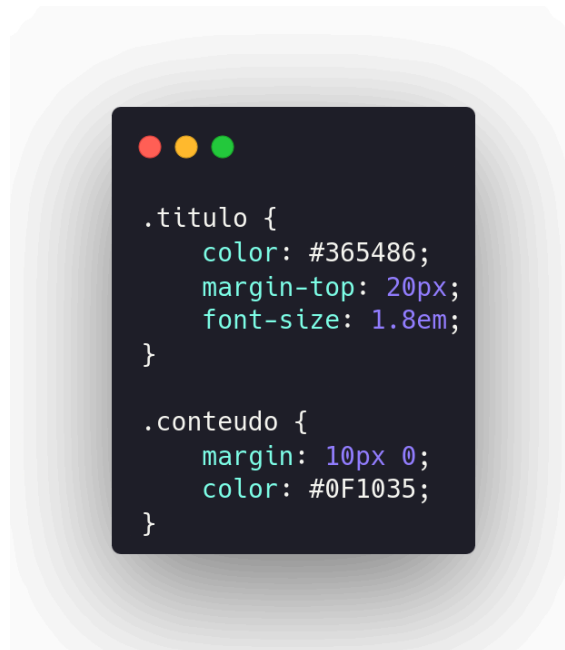 .titulo {
    color: #365486;
    margin-top: 20px;
    font-size: 1.8em;
}

.conteudo {
    margin: 10px 0;
    color: #0F1035;
}